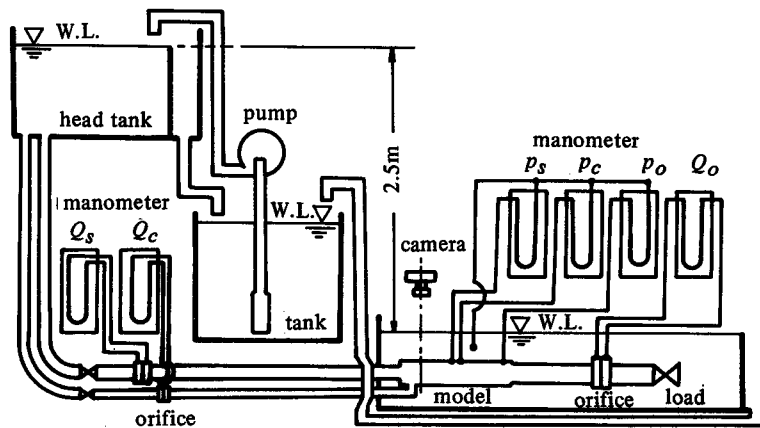 W.L.
head tank
pump
2.5m
manometer
p_s p_c p_o Q_o
manometer
Q_s Q_c
W.L.
camera
tank
W.L.
orifice
model
orifice
load